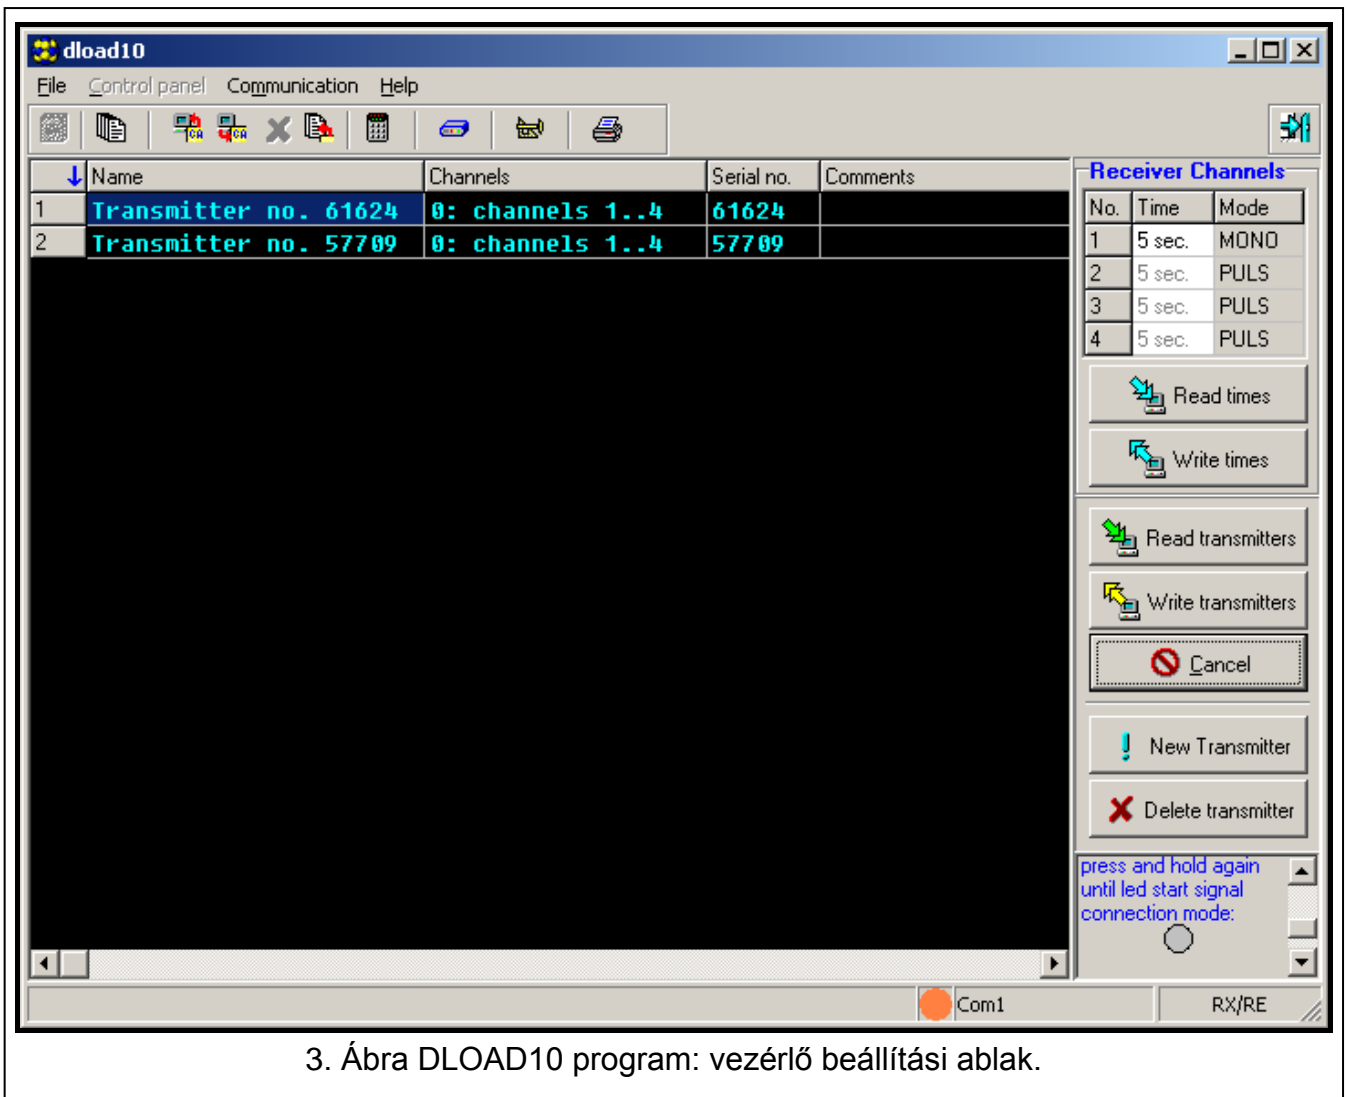 dload10
File Control panel Communication Help
Name Channels Serial no. Comments
1 Transmitter no. 61624 0: channels 1..4 61624
2 Transmitter no. 57709 0: channels 1..4 57709
Receiver Channels
No. Time Mode
1 5 sec. MONO
2 5 sec. PULS
3 5 sec. PULS
4 5 sec. PULS
Read times
Write times
Read transmitters
Write transmitters
Cancel
New Transmitter
Delete transmitter
press and hold again
until led start signal
connection mode:
Com1 RX/RE
3. Ábra DLOAD10 program: vezérlő beállítási ablak.